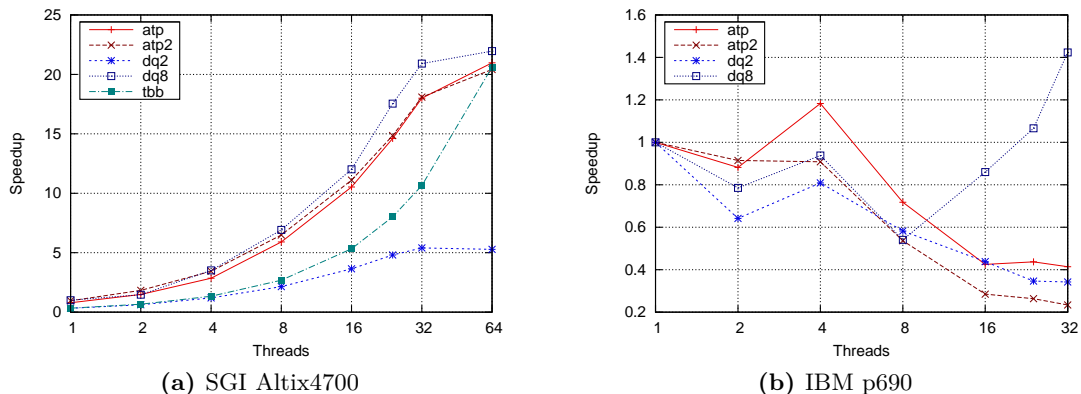 25
20
15
10
5
0
Speedup
atp
atp2
dq2
dq8
tbb
1 2 4 8 16 32 64
Threads
(a) SGI Altix4700
1.6
1.4
1.2
1
0.8
0.6
0.4
0.2
Speedup
atp
atp2
dq2
dq8
1 2 4 8 16 32
Threads
(b) IBM p690